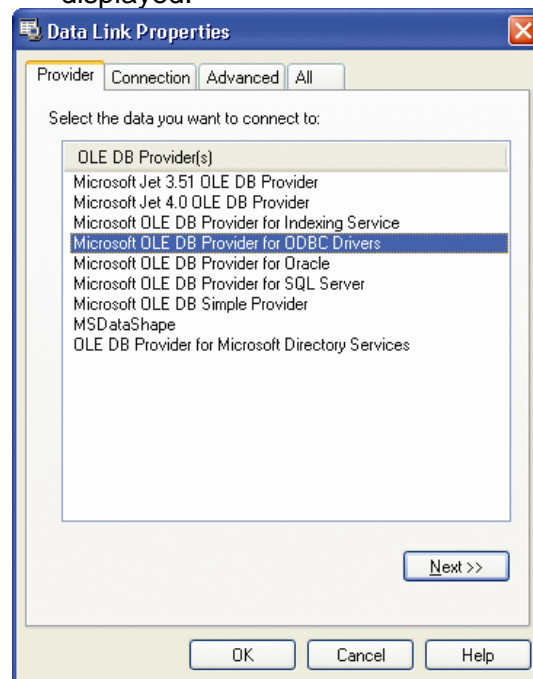 displayed.
Data Link Properties
Provider Connection Advanced All
Select the data you want to connect to:
OLE DB Provider(s)
Microsoft Jet 3.51 OLE DB Provider
Microsoft Jet 4.0 OLE DB Provider
Microsoft OLE DB Provider for Indexing Service
Microsoft OLE DB Provider for ODBC Drivers
Microsoft OLE DB Provider for Oracle
Microsoft OLE DB Provider for SQL Server
Microsoft OLE DB Simple Provider
MSDataShape
OLE DB Provider for Microsoft Directory Services
Next >>
OK Cancel Help